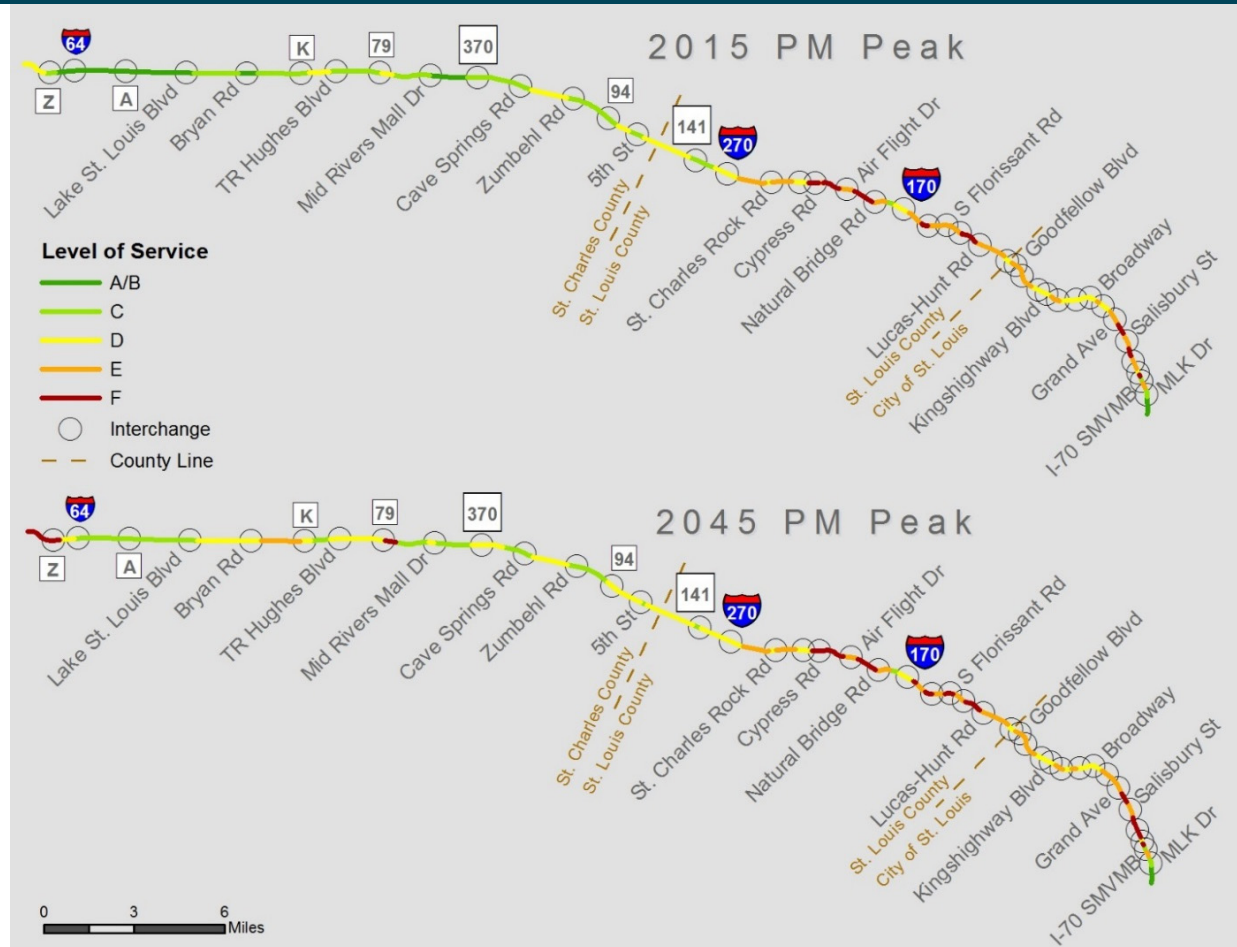 2015 PM Peak
64
K
79
370
94
141
270
170
Z
A
Lake St. Louis Blvd
Bryan Rd
TR Hughes Blvd
Mid Rivers Mall Dr
Cave Springs Rd
Zumbehl Rd
5th St
St. Charles County
St. Louis County
St. Charles Rock Rd
Cypress Rd
Air Flight Dr
Natural Bridge Rd
S Florissant Rd
Lucas-Hunt Rd
St. Louis County
City of St. Louis
Goodfellow Blvd
Kingshighway Blvd
Broadway
Grand Ave
Salisbury St
I-70 SMVMB
MLK Dr
Level of Service
A/B
C
D
E
F
Interchange
County Line
2045 PM Peak
64
K
79
370
94
141
270
170
Z
A
Lake St. Louis Blvd
Bryan Rd
TR Hughes Blvd
Mid Rivers Mall Dr
Cave Springs Rd
Zumbehl Rd
5th St
St. Charles County
St. Louis County
St. Charles Rock Rd
Cypress Rd
Air Flight Dr
Natural Bridge Rd
S Florissant Rd
Lucas-Hunt Rd
St. Louis County
City of St. Louis
Goodfellow Blvd
Kingshighway Blvd
Broadway
Grand Ave
Salisbury St
I-70 SMVMB
MLK Dr
0 3 6
Miles